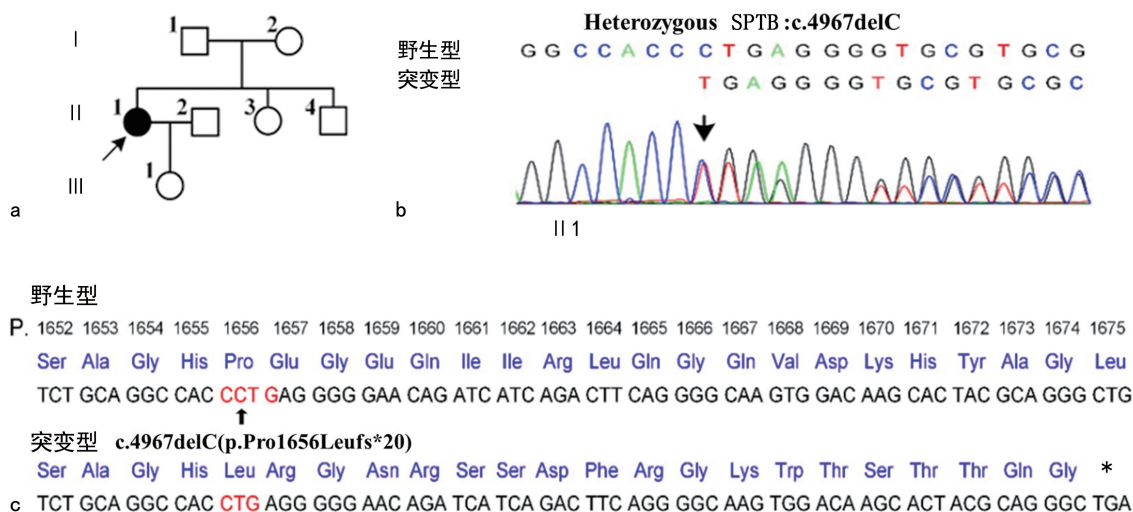 1 2
I
1 2 3 4
II
1
III
a
Heterozygous SPTB:c.4967delC
野生型 G G C C A C C C T G A G G G G T G C G T G C G
突变型 T G A G G G G T G C G T G C G C
b
II 1
野生型
P. 1652 1653 1654 1655 1656 1657 1658 1659 1660 1661 1662 1663 1664 1665 1666 1667 1668 1669 1670 1671 1672 1673 1674 1675
Ser Ala Gly His Pro Glu Gly Glu Gln Ile Ile Arg Leu Gln Gly Gln Val Asp Lys His Tyr Ala Gly Leu
TCT GCA GGC CAC CCT GAG GGG GAA CAG ATC ATC AGA CTT CAG GGG CAA GTG GAC AAG CAC TAC GCA GGG CTG
突变型 c.4967delC(p.Pro1656Leufs*20)
Ser Ala Gly His Leu Arg Gly Asn Arg Ser Ser Asp Phe Arg Gly Lys Trp Thr Ser Thr Thr Gln Gly *
TCT GCA GGC CAC CTG AGG GGG AAC AGA TCA TCA GAC TTC AGG GGC AAG TGG ACA AGC ACT ACG CAG GGC TGA
c